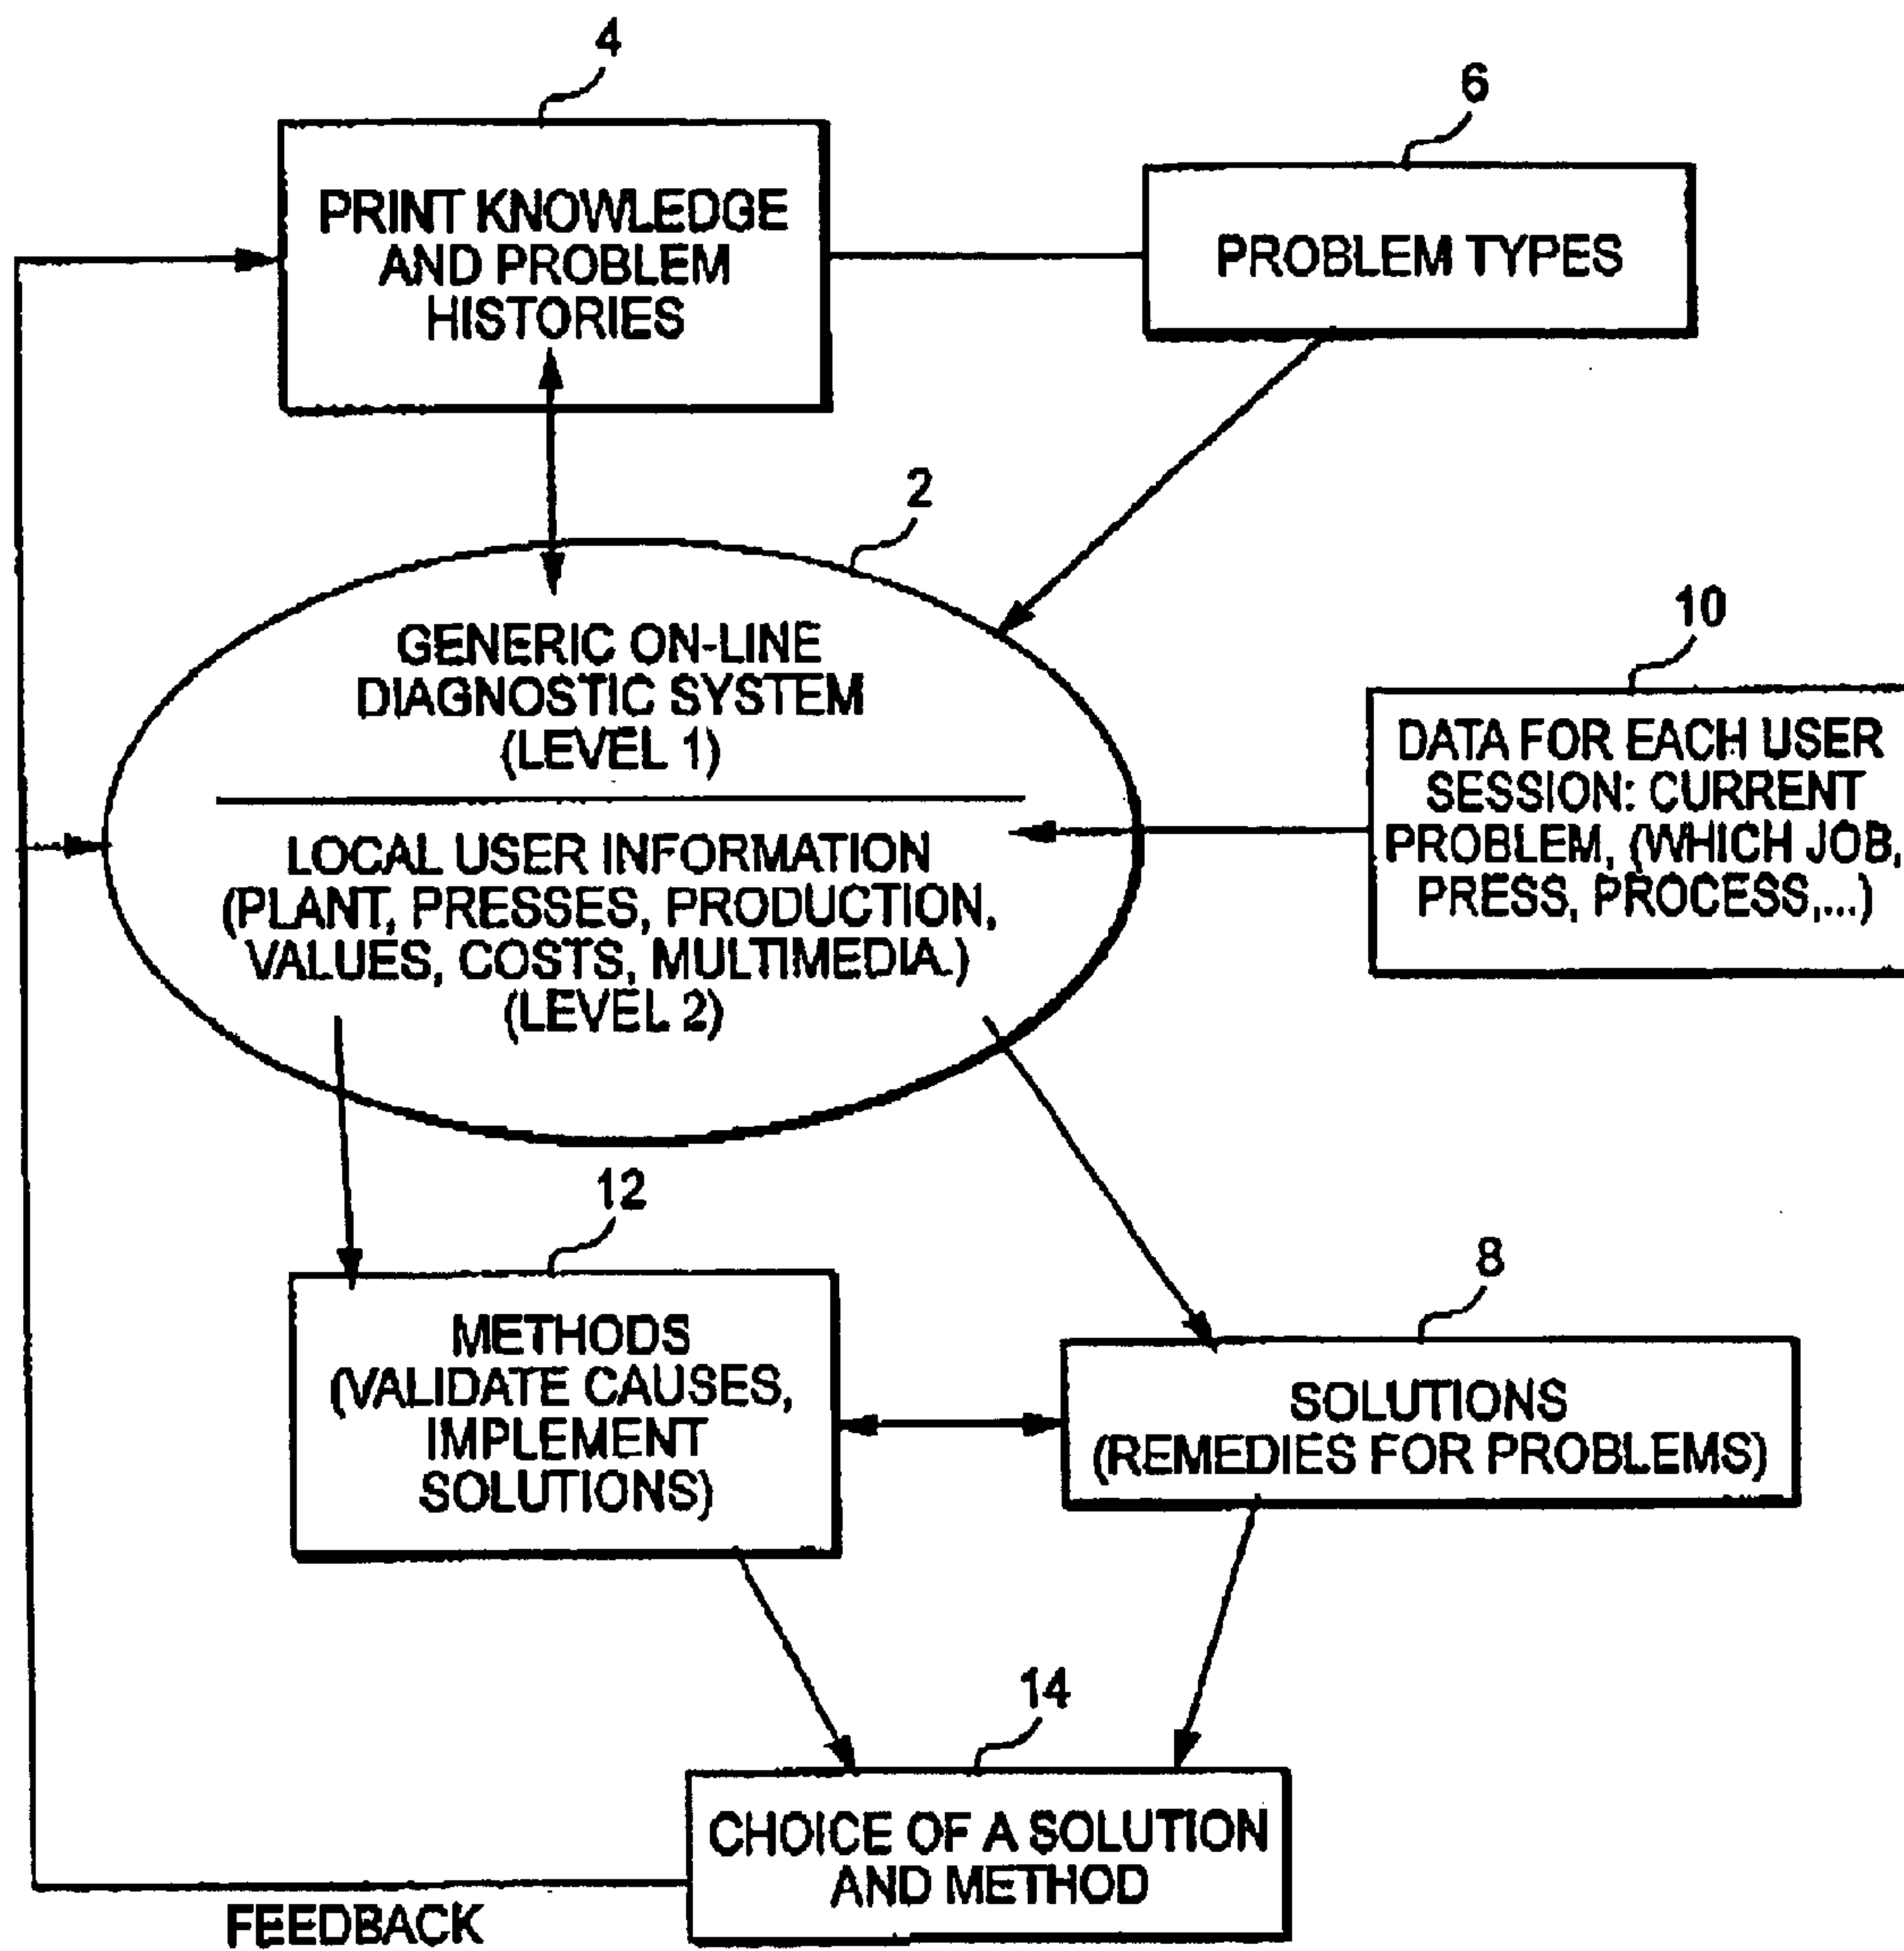 4
PRINT KNOWLEDGE
AND PROBLEM
HISTORIES
6
PROBLEM TYPES
2
GENERIC ON-LINE
DIAGNOSTIC SYSTEM
(LEVEL 1)
LOCAL USER INFORMATION
(PLANT, PRESSES, PRODUCTION,
VALUES, COSTS, MULTIMEDIA.)
(LEVEL 2)
10
DATA FOR EACH USER
SESSION: CURRENT
PROBLEM, (WHICH JOB,
PRESS, PROCESS,...)
12
METHODS
(VALIDATE CAUSES,
IMPLEMENT
SOLUTIONS)
8
SOLUTIONS
(REMEDIES FOR PROBLEMS)
14
CHOICE OF A SOLUTION
AND METHOD
FEEDBACK